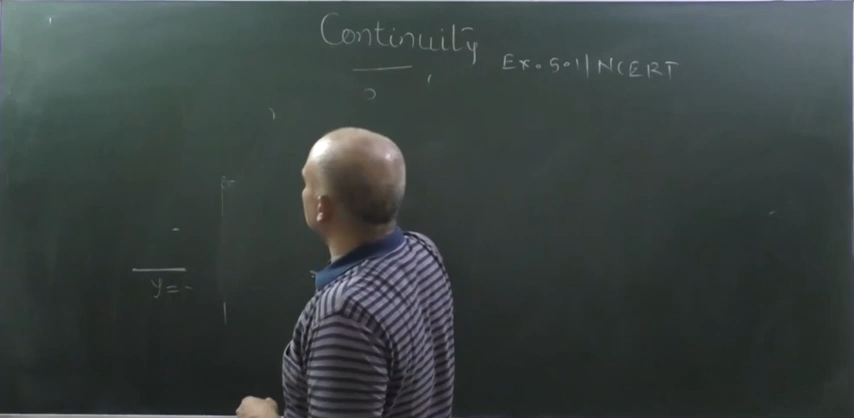 Continuity
Ex. 5.1 | NCERT
y =